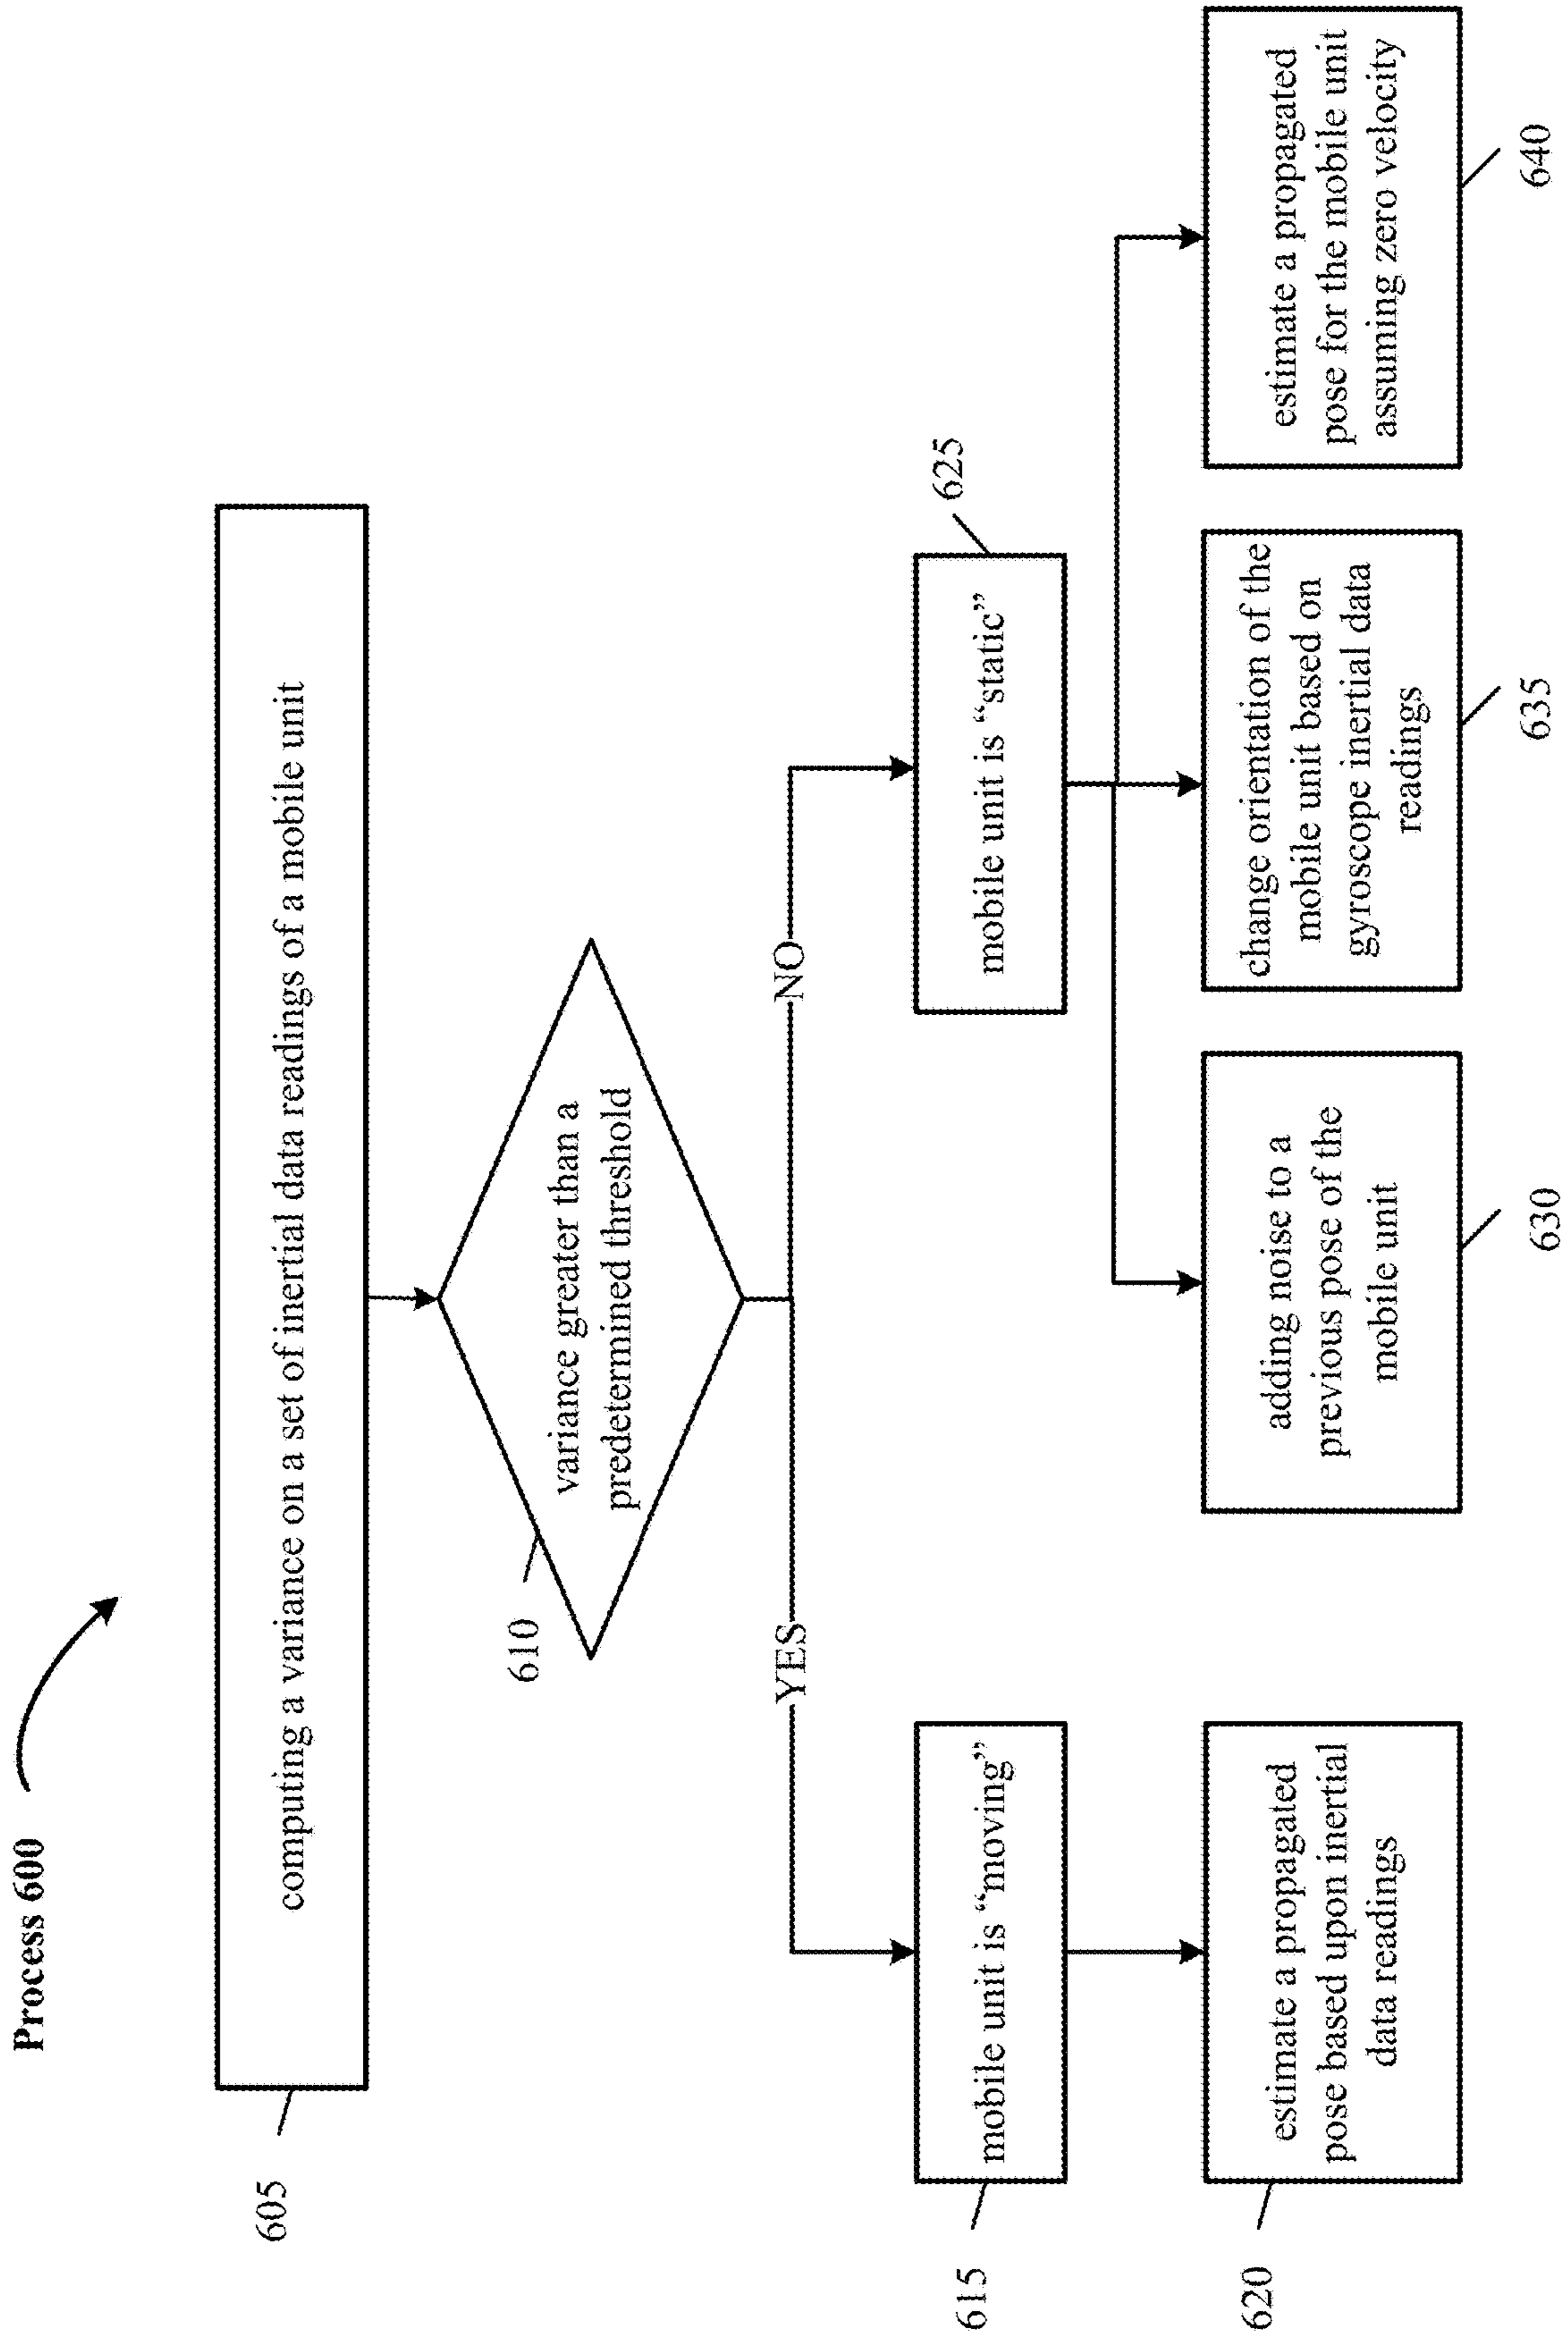 Process 600
605
computing a variance on a set of inertial data readings of a mobile unit
610
variance greater than a
predetermined threshold
YES
NO
615
mobile unit is “moving”
625
mobile unit is “static”
620
estimate a propagated
pose based upon inertial
data readings
adding noise to a
previous pose of the
mobile unit
630
change orientation of the
mobile unit based on
gyroscope inertial data
readings
635
estimate a propagated
pose for the mobile unit
assuming zero velocity
640